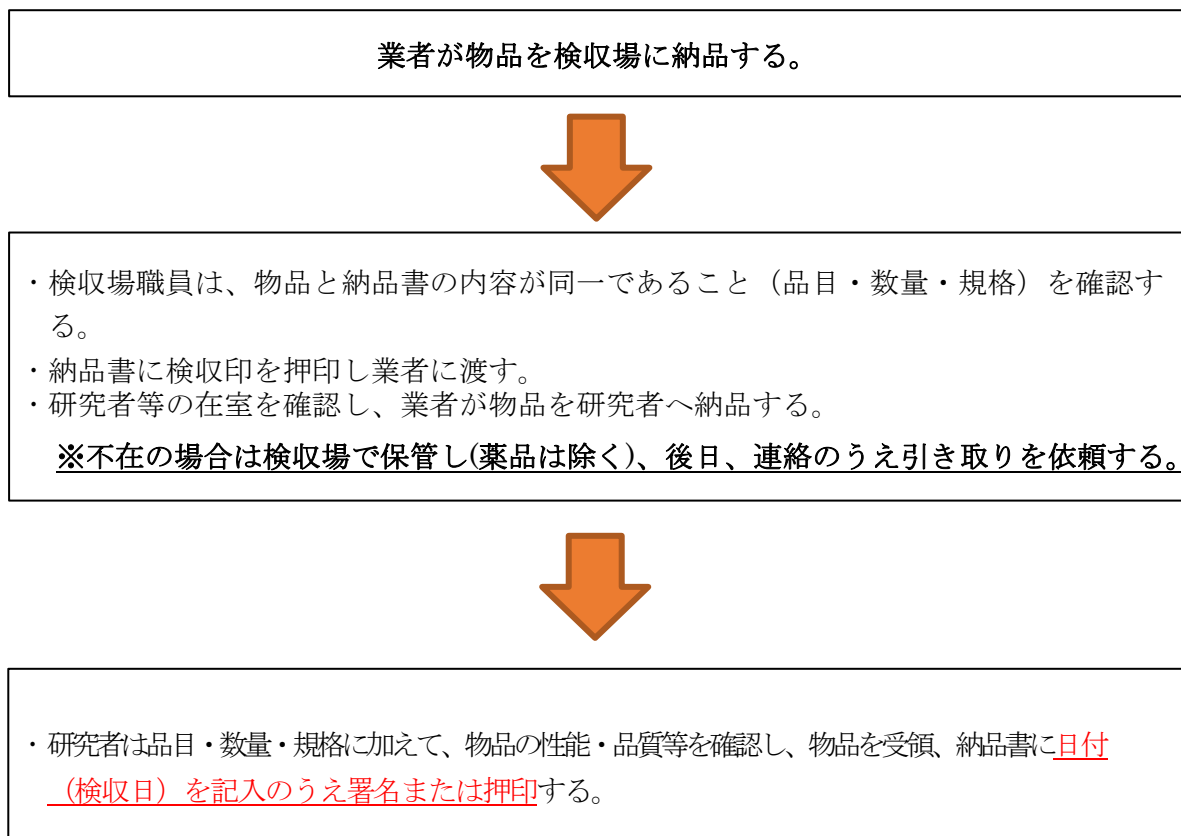 業者が物品を検収場に納品する。
・検収場職員は、物品と納品書の内容が同一であること（品目・数量・規格）を確認す
る。
・納品書に検収印を押印し業者に渡す。
・研究者等の在室を確認し、業者が物品を研究者へ納品する。
※不在の場合は検収場で保管し(薬品は除く)、後日、連絡のうえ引き取りを依頼する。
・研究者は品目・数量・規格に加えて、物品の性能・品質等を確認し、物品を受領、納品書に日付
（検収日）を記入のうえ署名または押印する。